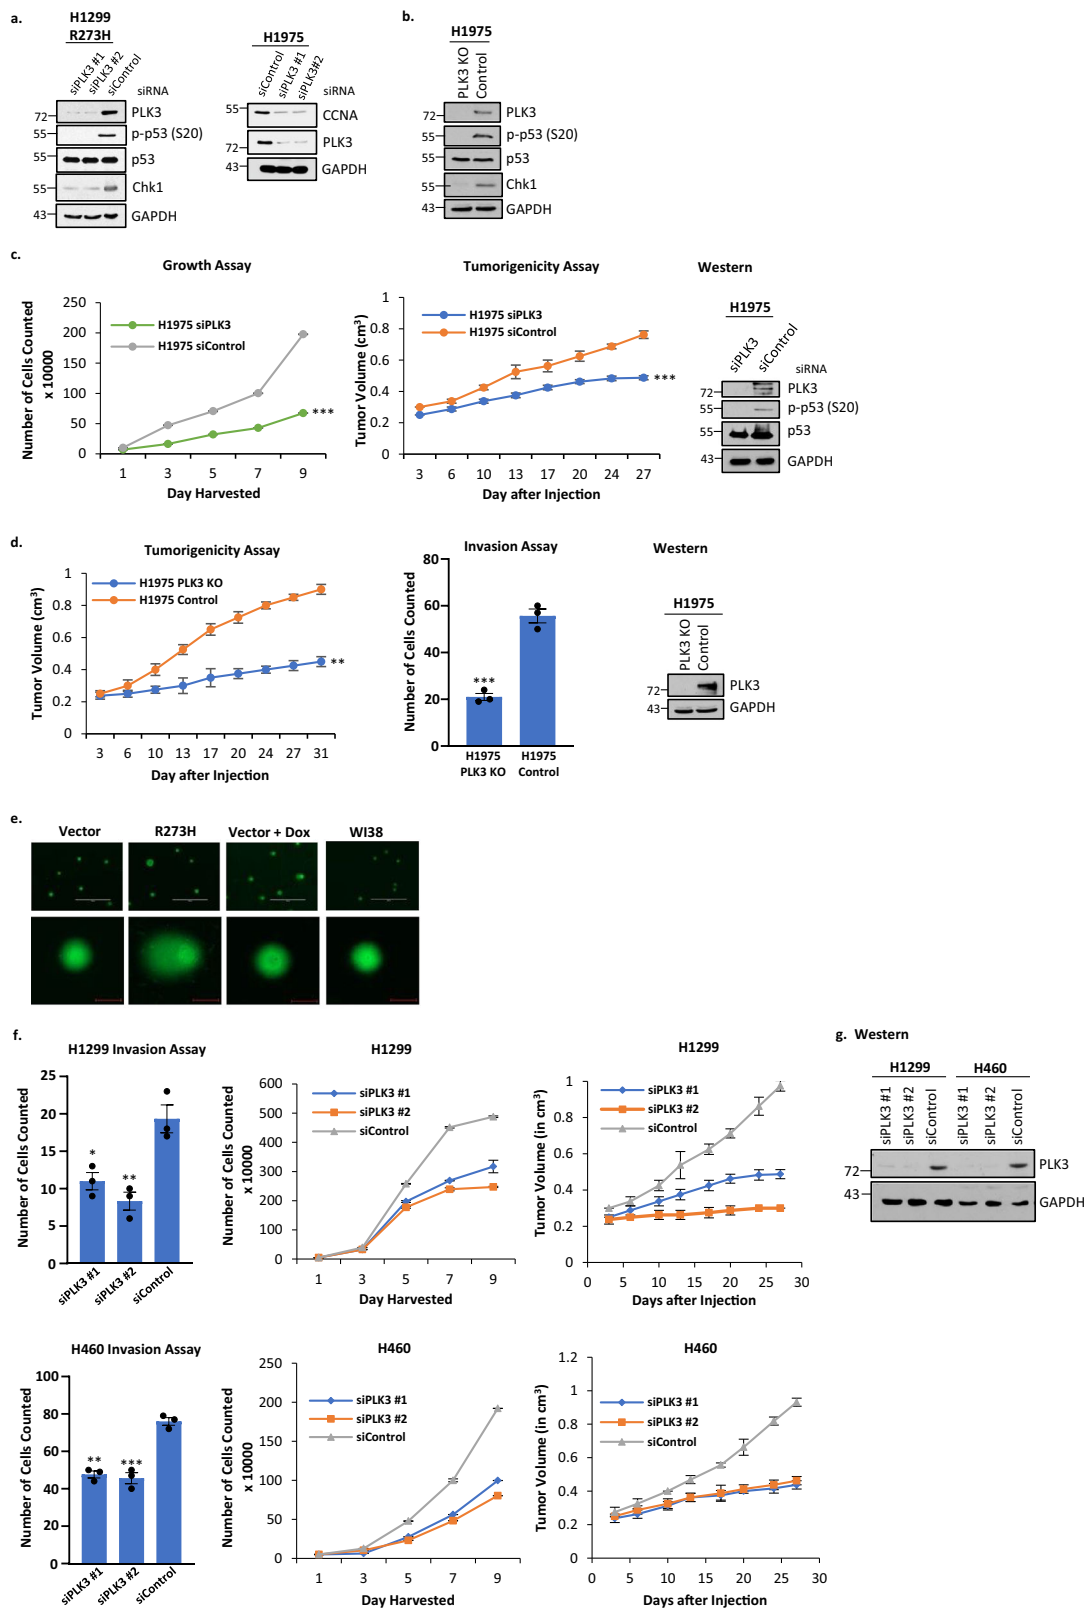 a.
H1299
R273H
siPLK3 #1
siPLK3 #2
siControl
siRNA
72
PLK3
55
p-p53 (S20)
55
p53
55
Chk1
43
GAPDH
H1975
siControl
siPLK3 #1
siPLK3#2
siRNA
55
CCNA
PLK3
43
GAPDH
b.
H1975
PLK3 KO
Control
72
PLK3
55
p-p53 (S20)
55
p53
55
Chk1
43
GAPDH
c.
Growth Assay
Number of Cells Counted
x 10000
250
200
150
100
50
0
H1975 siPLK3
H1975 siControl
***
1 3 5 7 9
Day Harvested
Tumorigenicity Assay
Tumor Volume (cm³)
1
0.8
0.6
0.4
0.2
0
H1975 siPLK3
H1975 siControl
***
3 6 10 13 17 20 24 27
Day after Injection
Western
H1975
siPLK3
siControl
siRNA
72
PLK3
55
p-p53 (S20)
55
p53
43
GAPDH
d.
Tumorigenicity Assay
Tumor Volume (cm³)
1
0.8
0.6
0.4
0.2
0
H1975 PLK3 KO
H1975 Control
**
3 6 10 13 17 20 24 27 31
Day after Injection
Invasion Assay
Number of Cells Counted
80
60
40
20
0
***
H1975
PLK3 KO
H1975
Control
Western
H1975
PLK3 KO
Control
72
PLK3
43
GAPDH
e.
Vector
R273H
Vector + Dox
WI38
f.
H1299 Invasion Assay
Number of Cells Counted
25
20
15
10
5
0
*
**
siPLK3 #1
siPLK3 #2
siControl
H1299
Number of Cells Counted
x 10000
600
500
400
300
200
100
0
siPLK3 #1
siPLK3 #2
siControl
1 3 5 7 9
Day Harvested
H1299
Tumor Volume (in cm³)
1
0.8
0.6
0.4
0.2
0
siPLK3 #1
siPLK3 #2
siControl
0 5 10 15 20 25 30
Days after Injection
g. Western
H1299
H460
siPLK3 #1
siPLK3 #2
siControl
siPLK3 #1
siPLK3 #2
siControl
72
PLK3
43
GAPDH
H460 Invasion Assay
Number of Cells Counted
100
80
60
40
20
0
**
***
siPLK3 #1
siPLK3 #2
siControl
H460
Number of Cells Counted
x 10000
250
200
150
100
50
0
siPLK3 #1
siPLK3 #2
siControl
1 3 5 7 9
Day Harvested
H460
Tumor Volume (in cm³)
1.2
1
0.8
0.6
0.4
0.2
0
siPLK3 #1
siPLK3 #2
siControl
0 5 10 15 20 25 30
Days after Injection